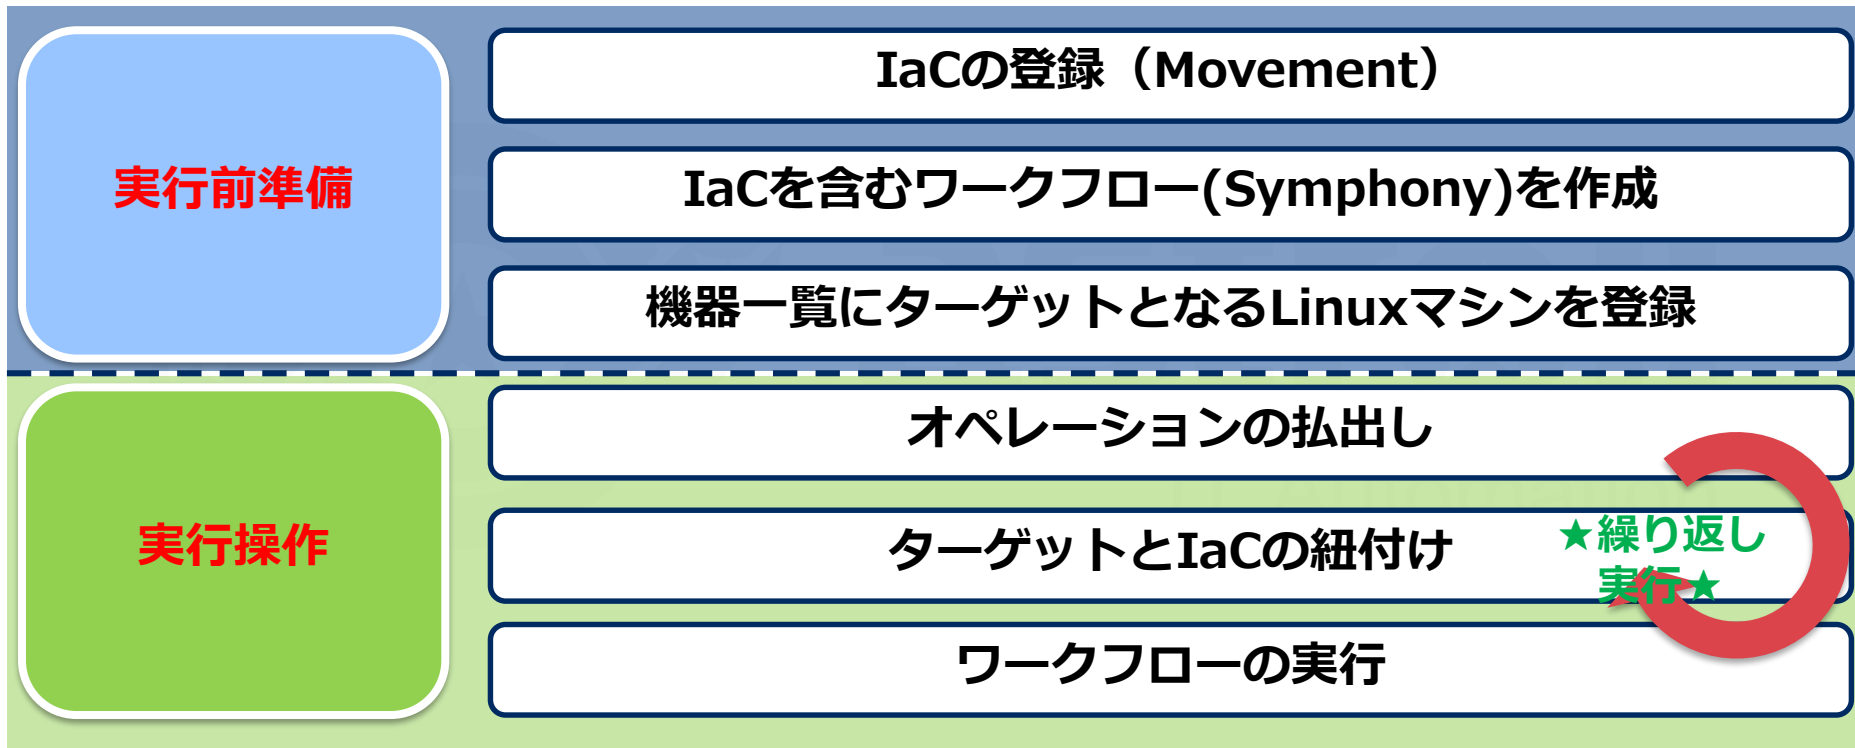 実行前準備
IaCの登録（Movement）
IaCを含むワークフロー(Symphony)を作成
機器一覧にターゲットとなるLinuxマシンを登録
実行操作
オペレーションの払出し
ターゲットとIaCの紐付け
★繰り返し
実行★
ワークフローの実行